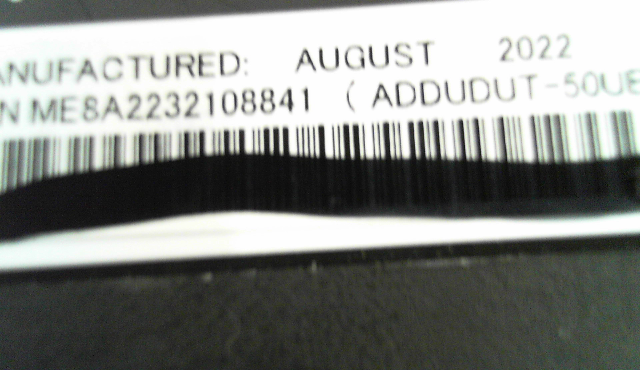 ANUFACTURED: AUGUST 2022
N ME8A2232108841 ( ADDUDUT-50UE